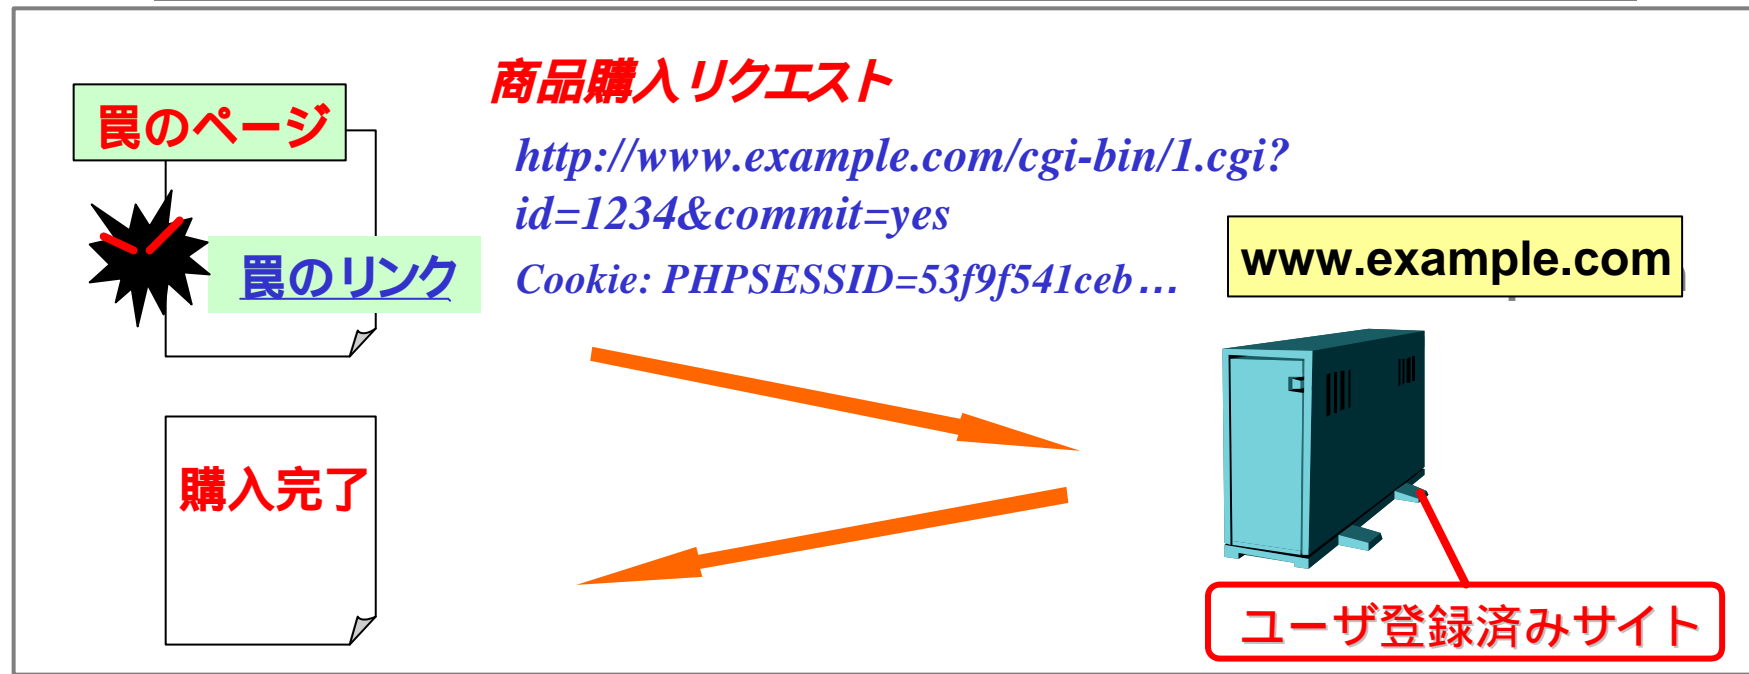 商品購入リクエスト
罠のページ
http://www.example.com/cgi-bin/1.cgi?
id=1234&commit=yes
Cookie: PHPSESSID=53f9f541ceb...
罠のリンク
www.example.com
購入完了
ユーザ登録済みサイト